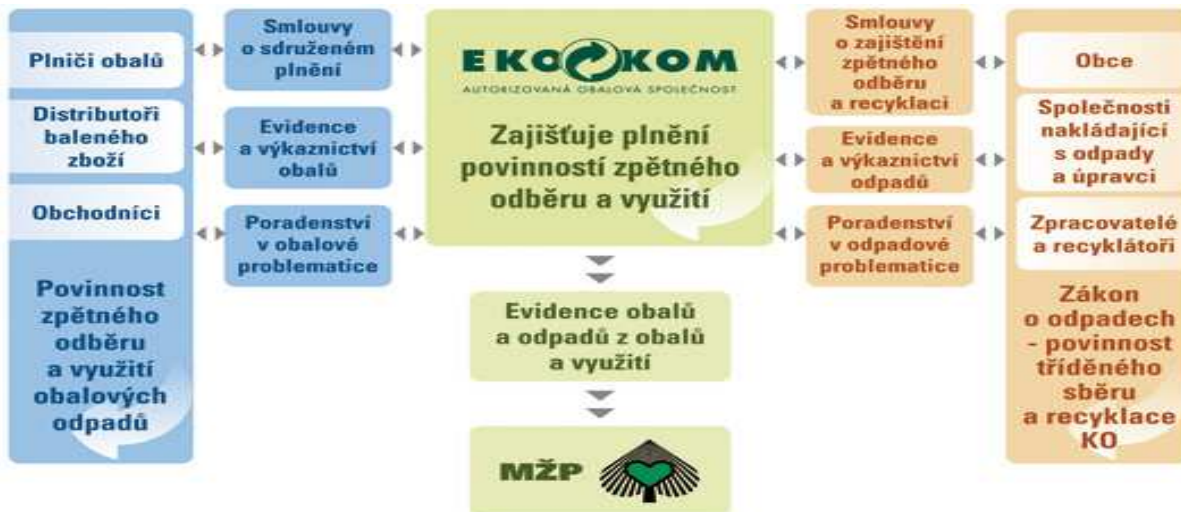 Plniči obalů
Distributoři
baleného
zboží
Obchodníci
Povinnost
zpětného
odběru
a využití
obalových
odpadů
Smlouvy
o sdruženém
plnění
Evidence
a výkaznictví
obalů
Poradenství
v obalové
problematice
EKO KOM
AUTORIZOVANÁ OBALOVÁ SPOLEČNOST
Zajišťuje plnění
povinností zpětného
odběru a využití
Evidence obalů
a odpadů z obalů
a využití
MŽP
Smlouvy
o zajištění
zpětného
odběru
a recyklaci
Evidence
a výkaznictví
odpadů
Poradenství
v odpadové
problematice
Obce
Společnosti
nakládající
s odpady
a úpravci
Zpracovatelé
a recyklátoři
Zákon
o odpadech
- povinnost
tříděného
sběru
a recyklace
KO